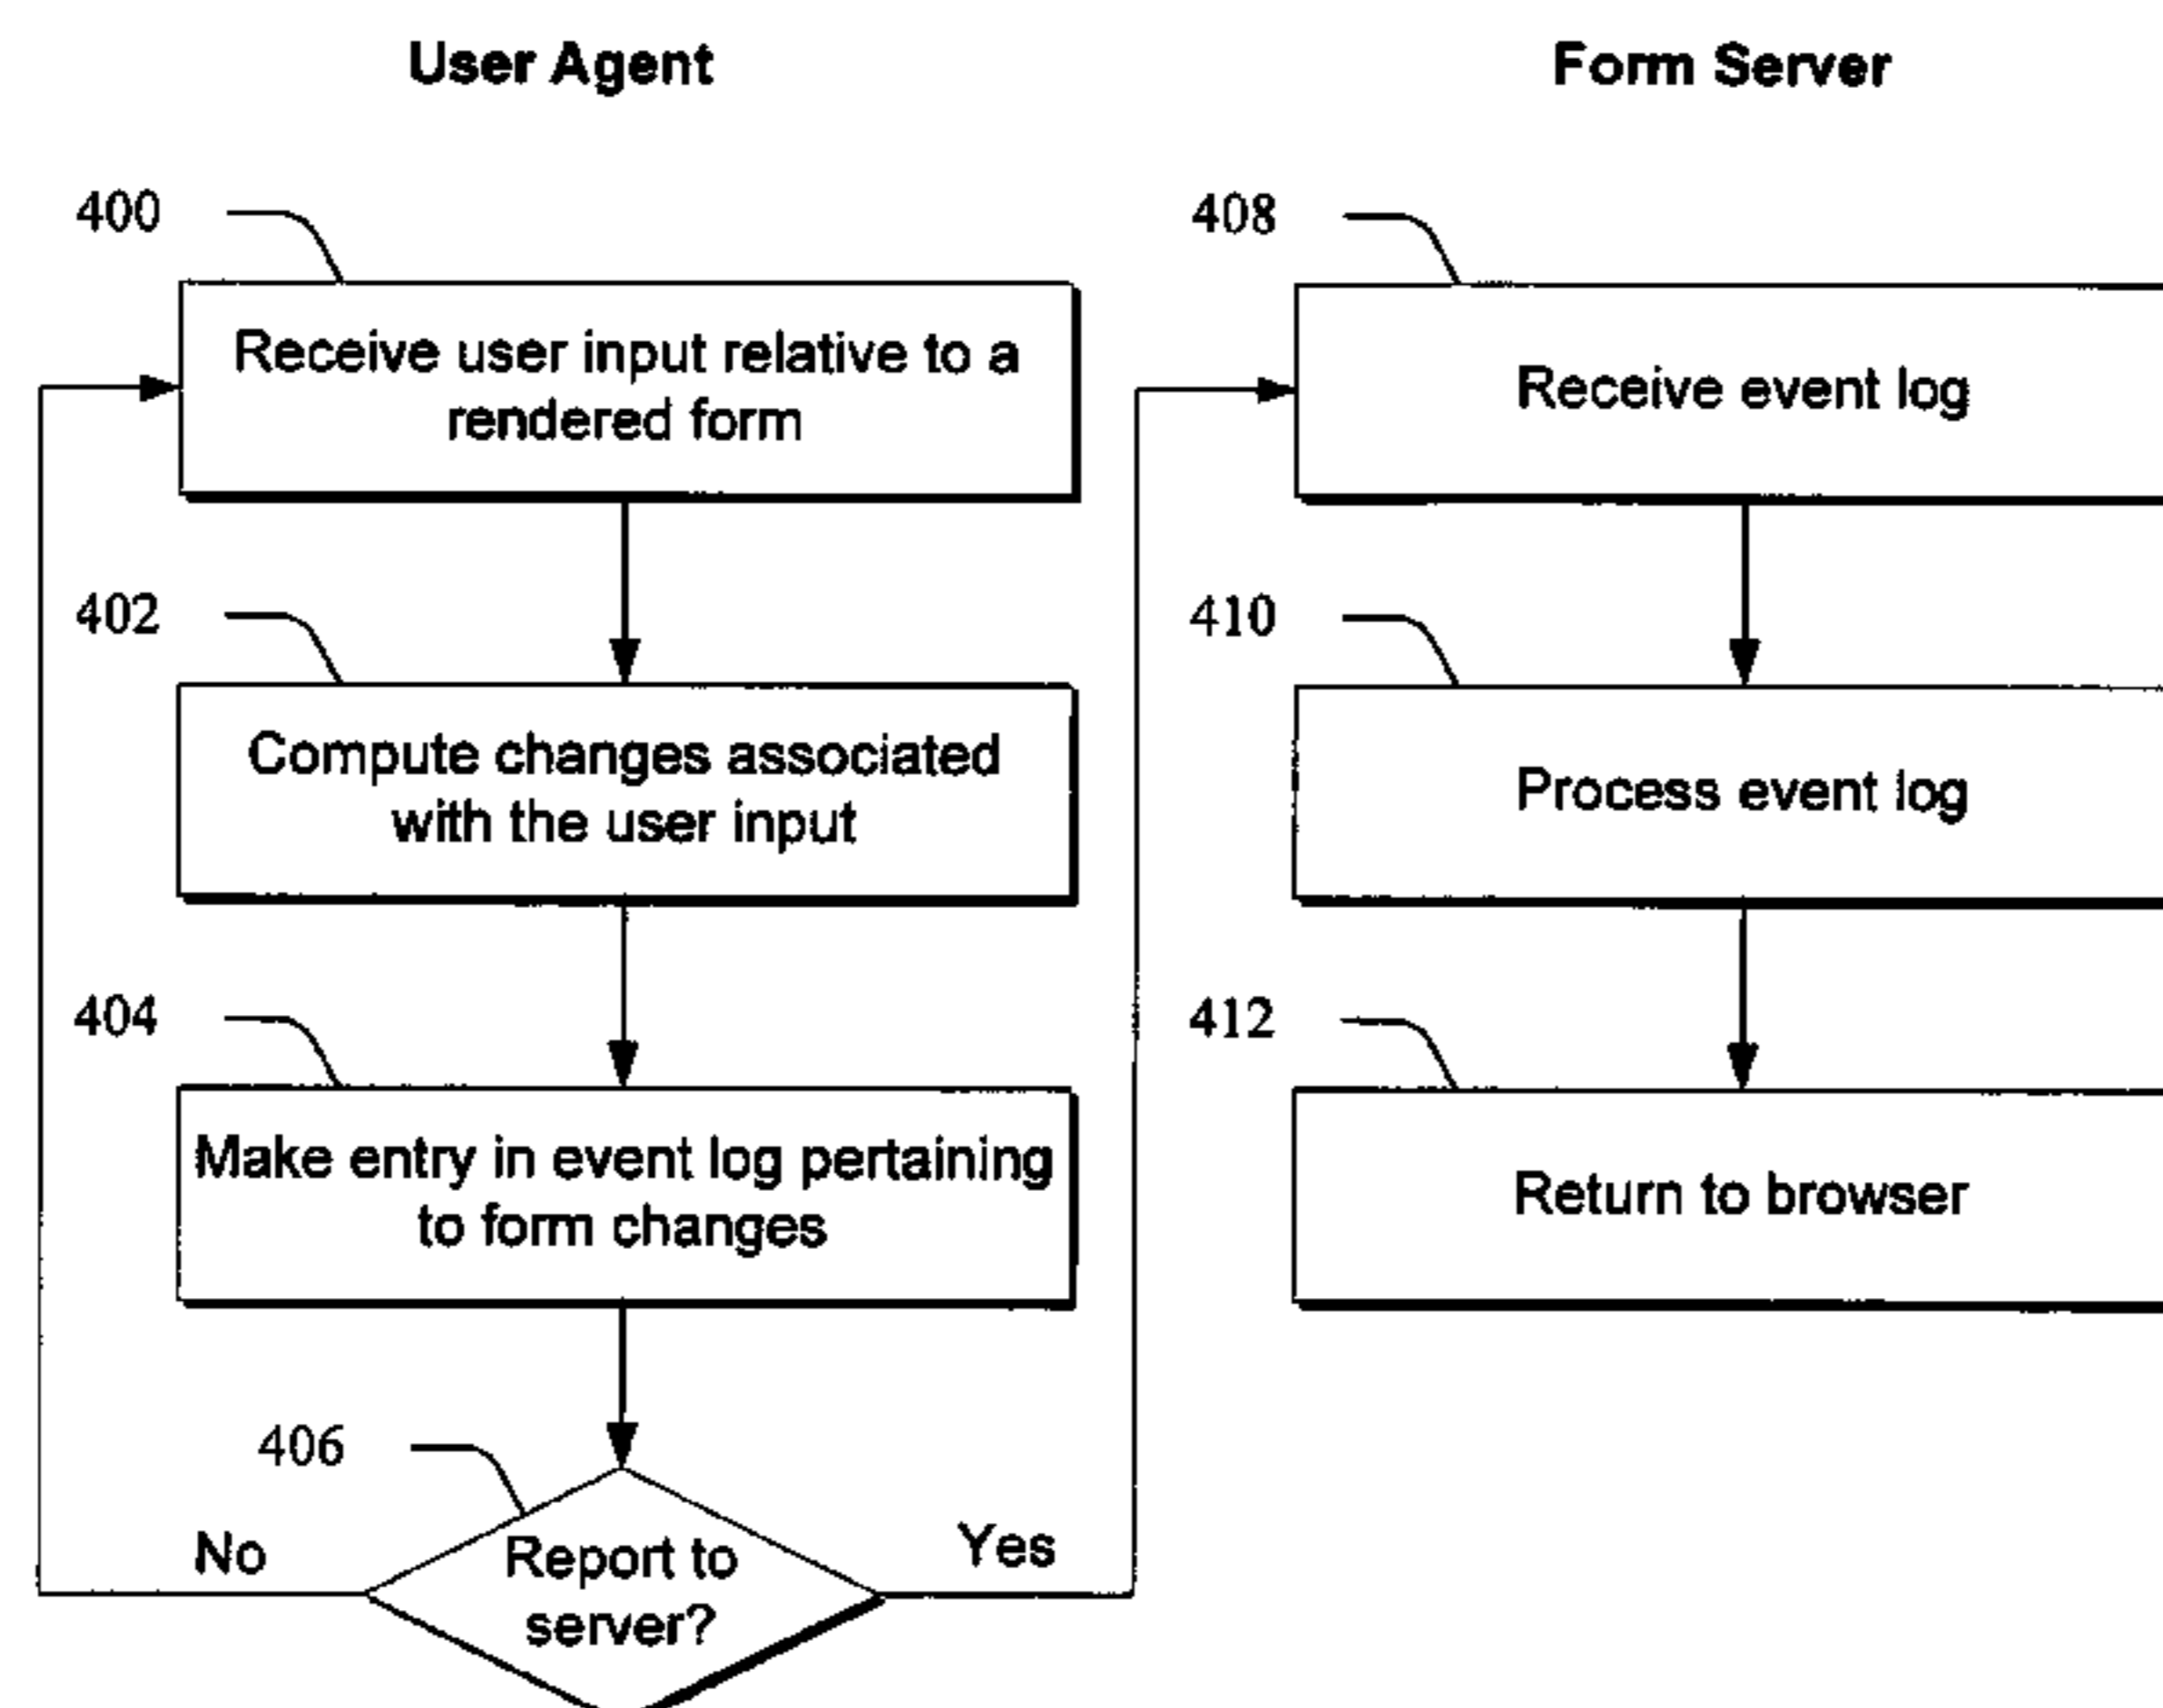 User Agent
Form Server
400
Receive user input relative to a
rendered form
402
Compute changes associated
with the user input
404
Make entry in event log pertaining
to form changes
406
Report to
server?
No
Yes
408
Receive event log
410
Process event log
412
Return to browser